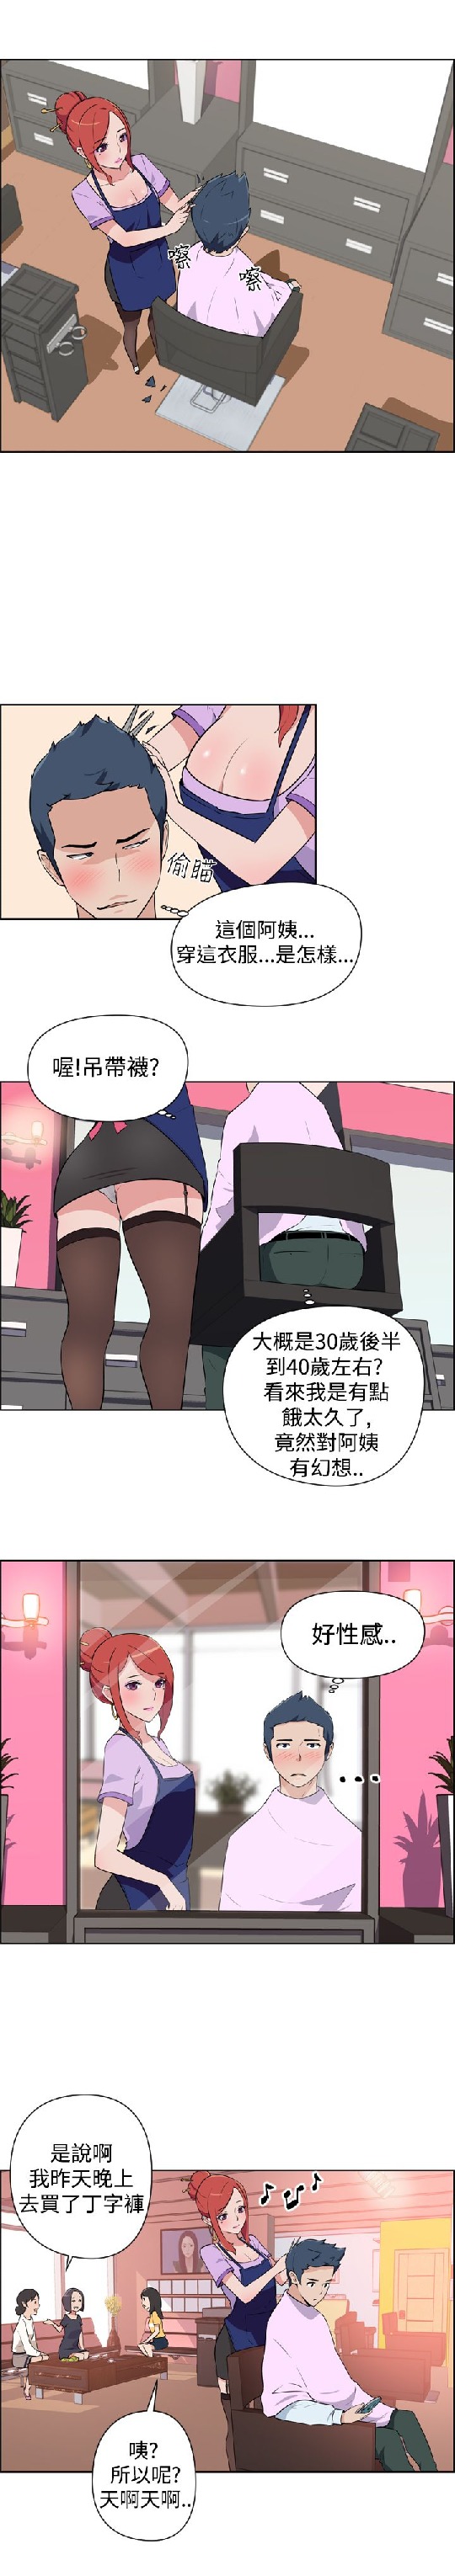 嚓
嚓
偷瞄
這個阿姨...
穿這衣服...是怎樣...
喔!吊帶襪?
大概是30歲後半
到40歲左右?
看來我是有點
餓太久了,
竟然對阿姨
有幻想..
好性感..
是說啊
我昨天晚上
去買了丁字褲
咦?
所以呢?
天啊天啊..